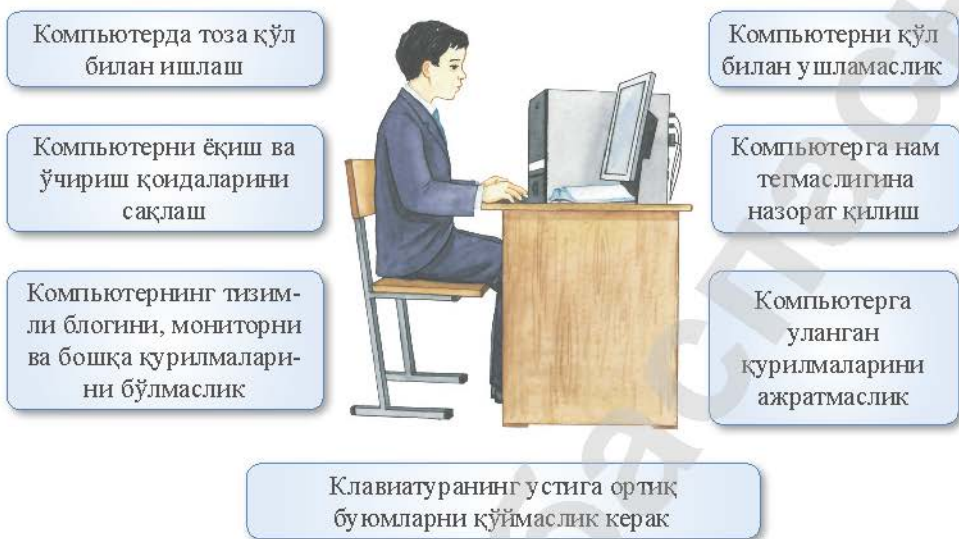 Компьютерда тоза қўл
билан ишлаш
Компьютерни ёқиш ва
ўчириш қоидаларини
сақлаш
Компьютернинг тизим-
ли блогини, мониторни
ва бошқа қурилмалари-
ни бўлмаслик
Компьютерни қўл
билан ушламаслик
Компьютерга нам
тегмаслигина
назорат қилиш
Компьютерга
уланган
қурилмаларини
ажратмаслик
Клавиатуранинг устига ортиқ
буюмларни қўймаслик керак